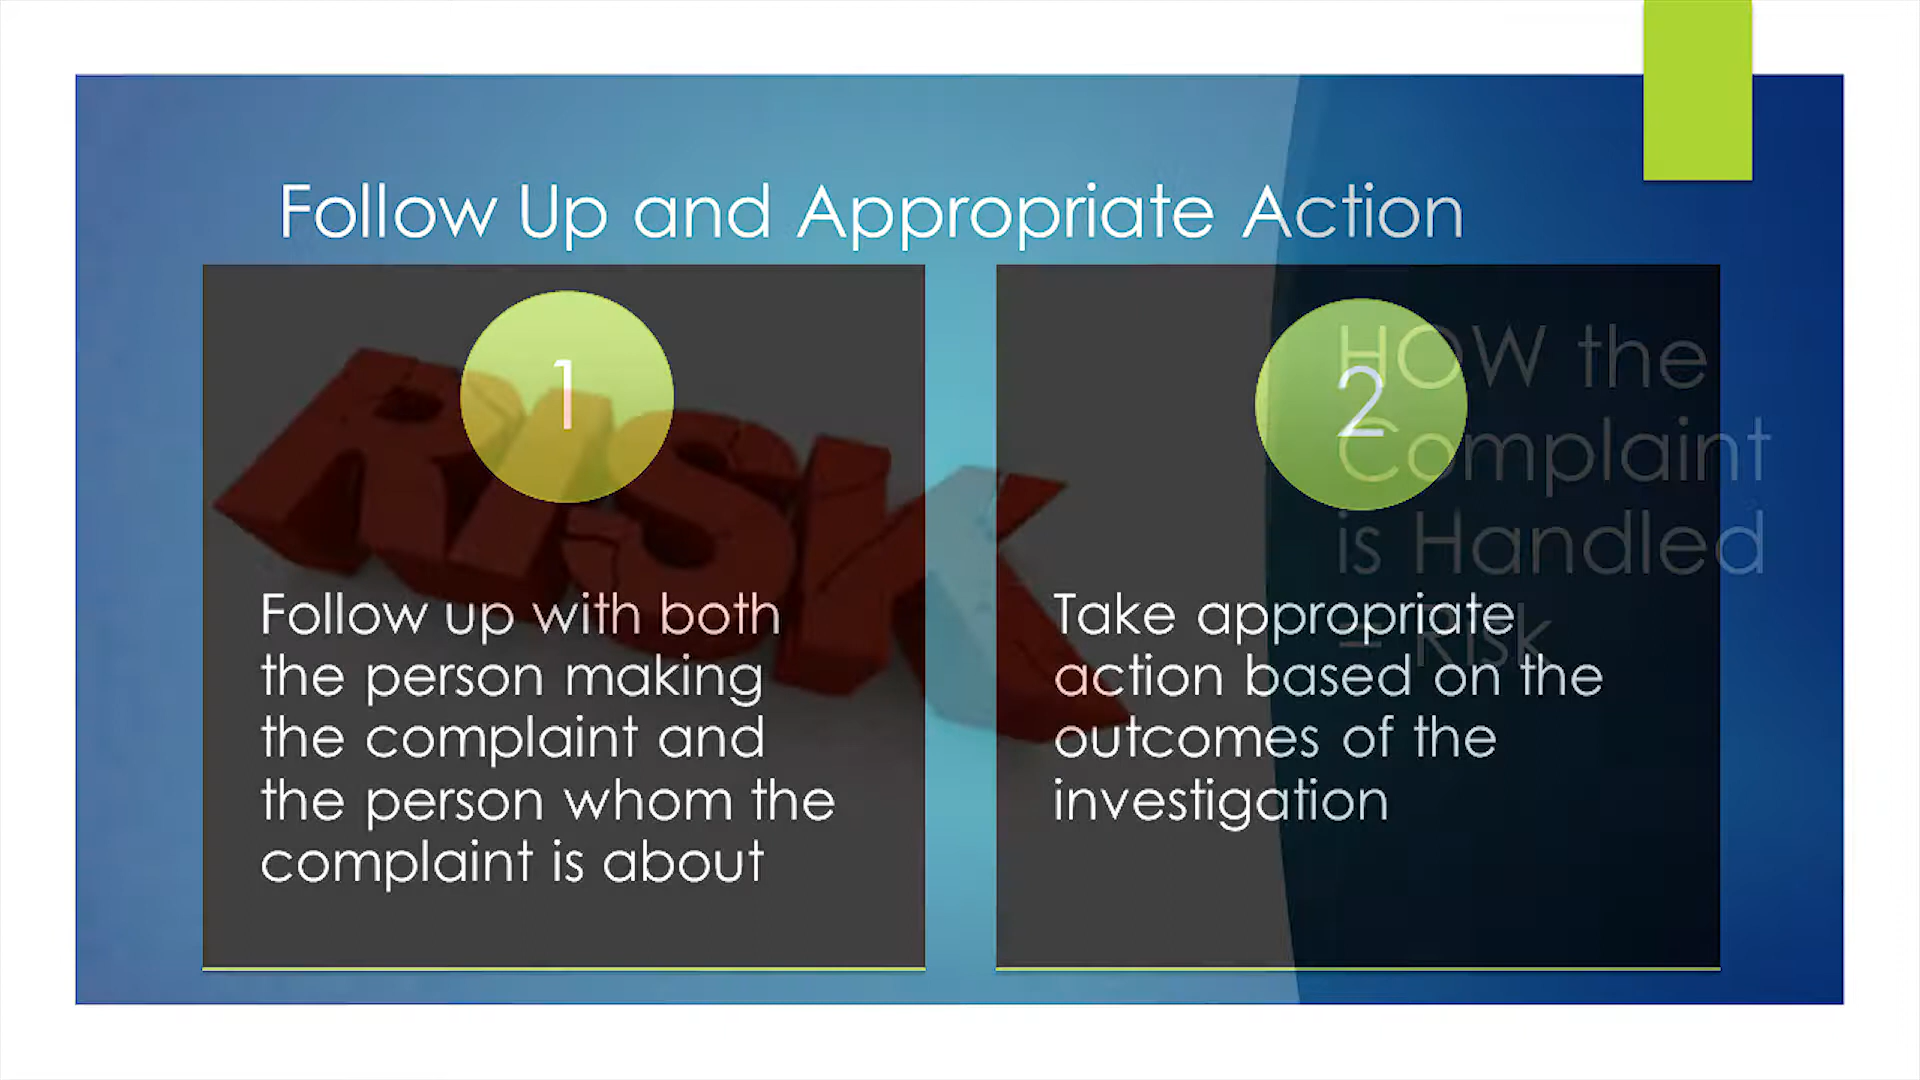 Follow Up and Appropriate Action
1
Follow up with both
the person making
the complaint and
the person whom the
complaint is about
2
Take appropriate
action based on the
outcomes of the
investigation
HOW the
Complaint
is Handled
= Risk
RISK